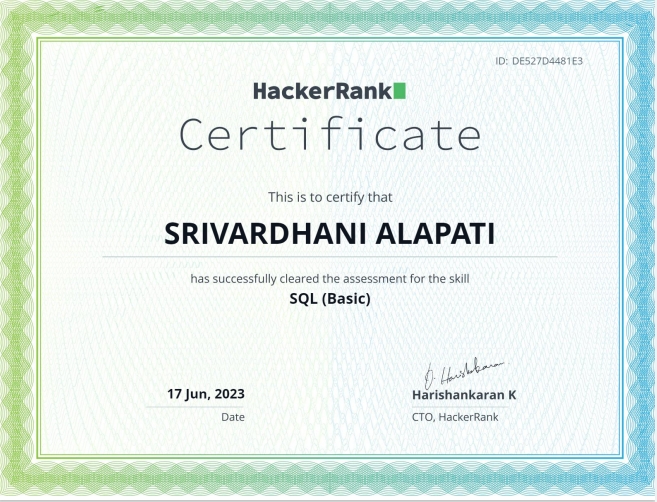 ID: DE527D4481E3
HackerRank
Certificate
This is to certify that
SRIVARDHANI ALAPATI
has successfully cleared the assessment for the skill
SQL (Basic)
17 Jun, 2023
Date
Harishankaran K
CTO, HackerRank